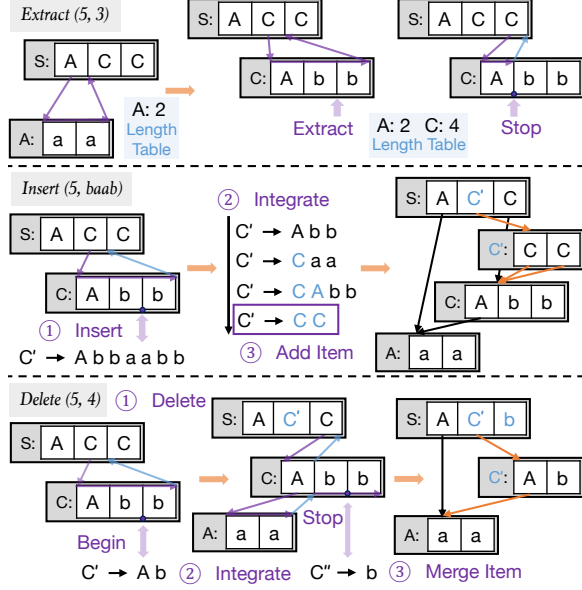 Extract (5, 3)
S: A C C
A: a a
A: 2
Length
Table
S: A C C
C: A b b
Extract
S: A C C
C: A b b
Stop
A: 2 C: 4
Length Table
Insert (5, baab)
S: A C C
C: A b b
① Insert
C' → A b b a a b b
② Integrate
C' → A b b
C' → C a a
C' → C A b b
C' → C C
③ Add Item
S: A C' C
C': C C
C: A b b
A: a a
Delete (5, 4)
① Delete
S: A C C
C: A b b
Begin
C' → A b
② Integrate
S: A C' C
C: A b b
A: a a
Stop
C'' → b
③ Merge Item
S: A C' b
C': A b
A: a a